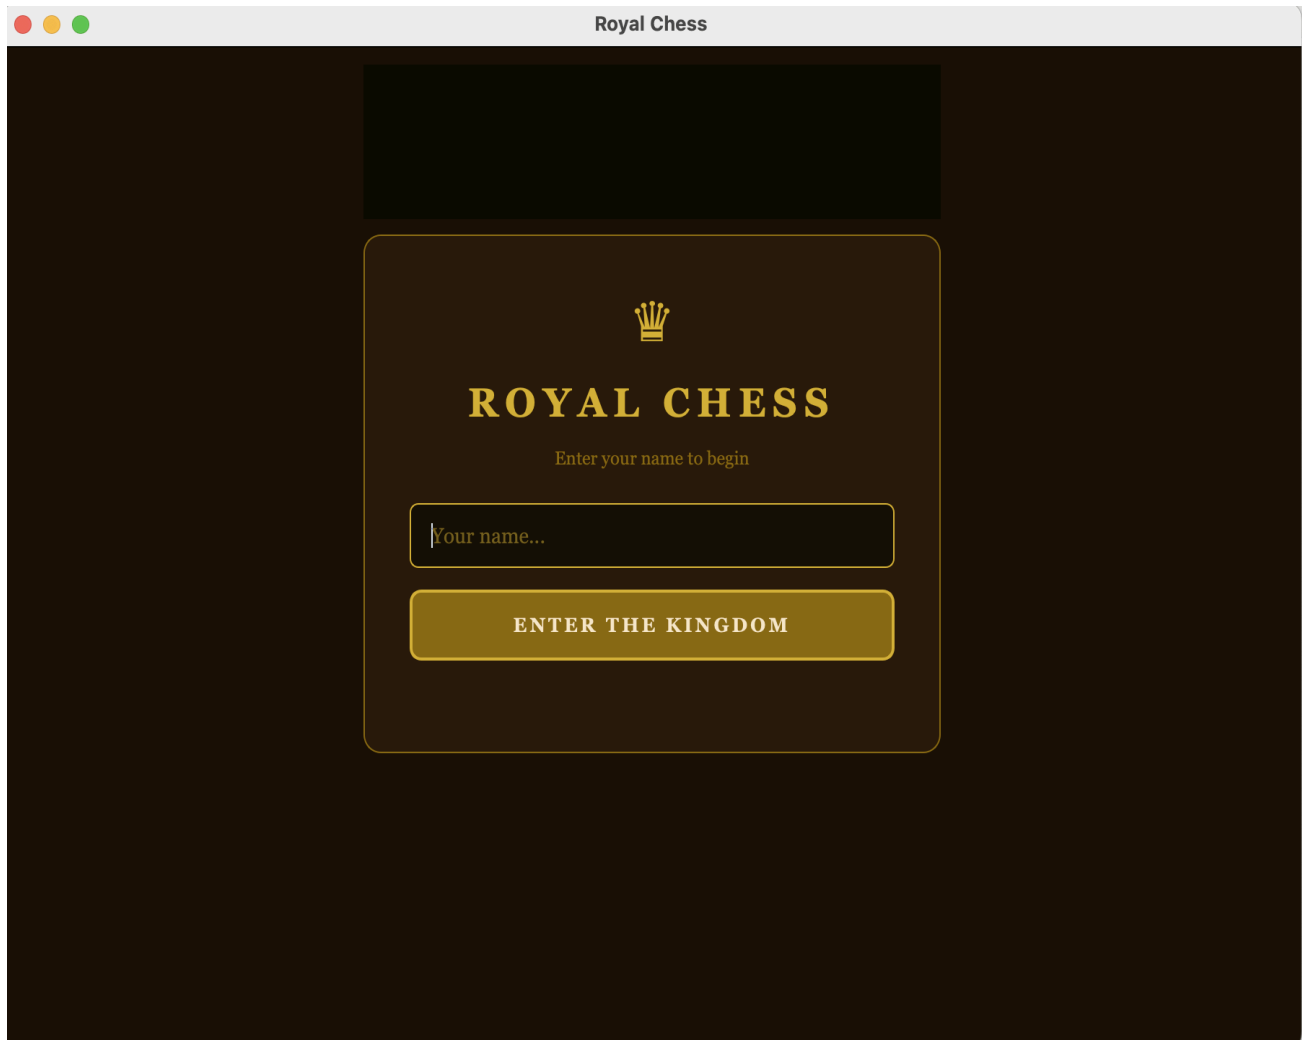 Royal Chess
ROYAL CHESS
Enter your name to begin
Your name...
ENTER THE KINGDOM